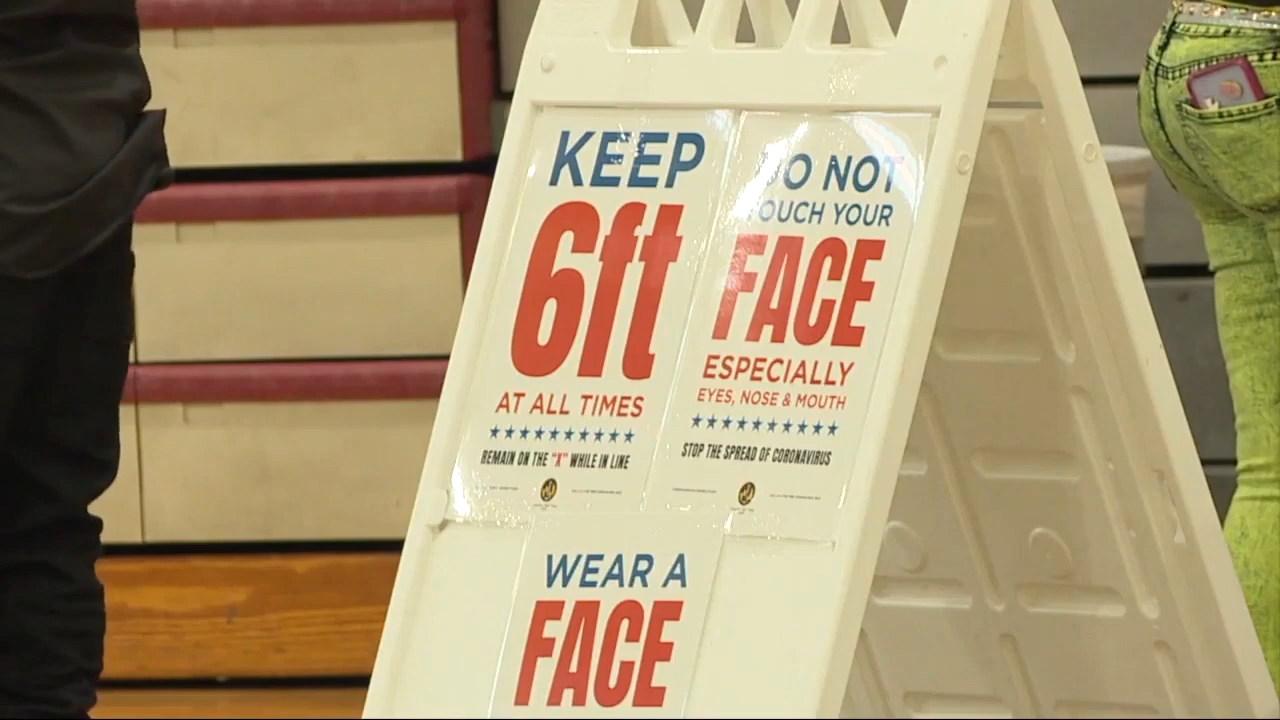 KEEP
6ft
AT ALL TIMES
REMAIN ON THE "X" WHILE IN LINE
DO NOT
TOUCH YOUR
FACE
ESPECIALLY
EYES, NOSE & MOUTH
STOP THE SPREAD OF CORONAVIRUS
WEAR A
FACE